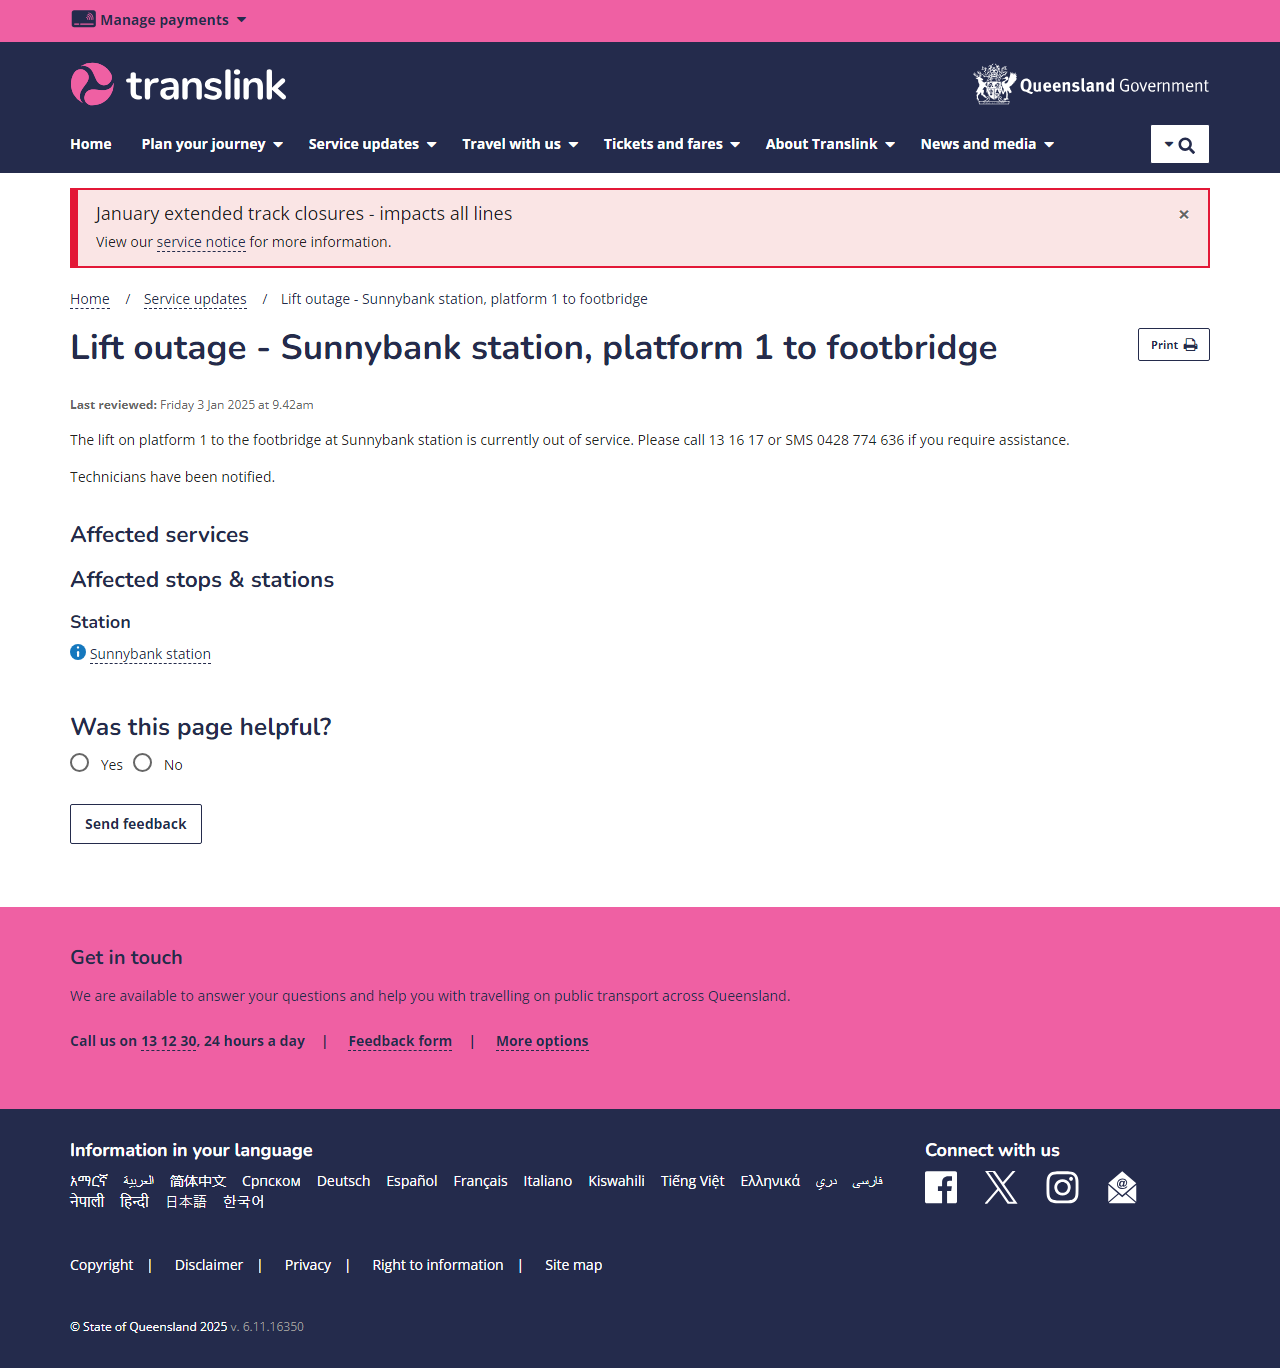 Manage payments
translink
Queensland Government
Home Plan your journey Service updates Travel with us Tickets and fares About Translink News and media
January extended track closures - impacts all lines
×
View our service notice for more information.
Home / Service updates / Lift outage - Sunnybank station, platform 1 to footbridge
Lift outage - Sunnybank station, platform 1 to footbridge
Print
Last reviewed: Friday 3 Jan 2025 at 9.42am
The lift on platform 1 to the footbridge at Sunnybank station is currently out of service. Please call 13 16 17 or SMS 0428 774 636 if you require assistance.
Technicians have been notified.
Affected services
Affected stops & stations
Station
Sunnybank station
Was this page helpful?
Yes No
Send feedback
Get in touch
We are available to answer your questions and help you with travelling on public transport across Queensland.
Call us on 13 12 30, 24 hours a day | Feedback form | More options
Information in your language
አማርኛ العربية 简体中文 Српском Deutsch Español Français Italiano Kiswahili Tiếng Việt Ελληνικά دري فارسی
नेपाली हिन्दी 日本語 한국어
Connect with us
Copyright | Disclaimer | Privacy | Right to information | Site map
© State of Queensland 2025 v. 6.11.16350